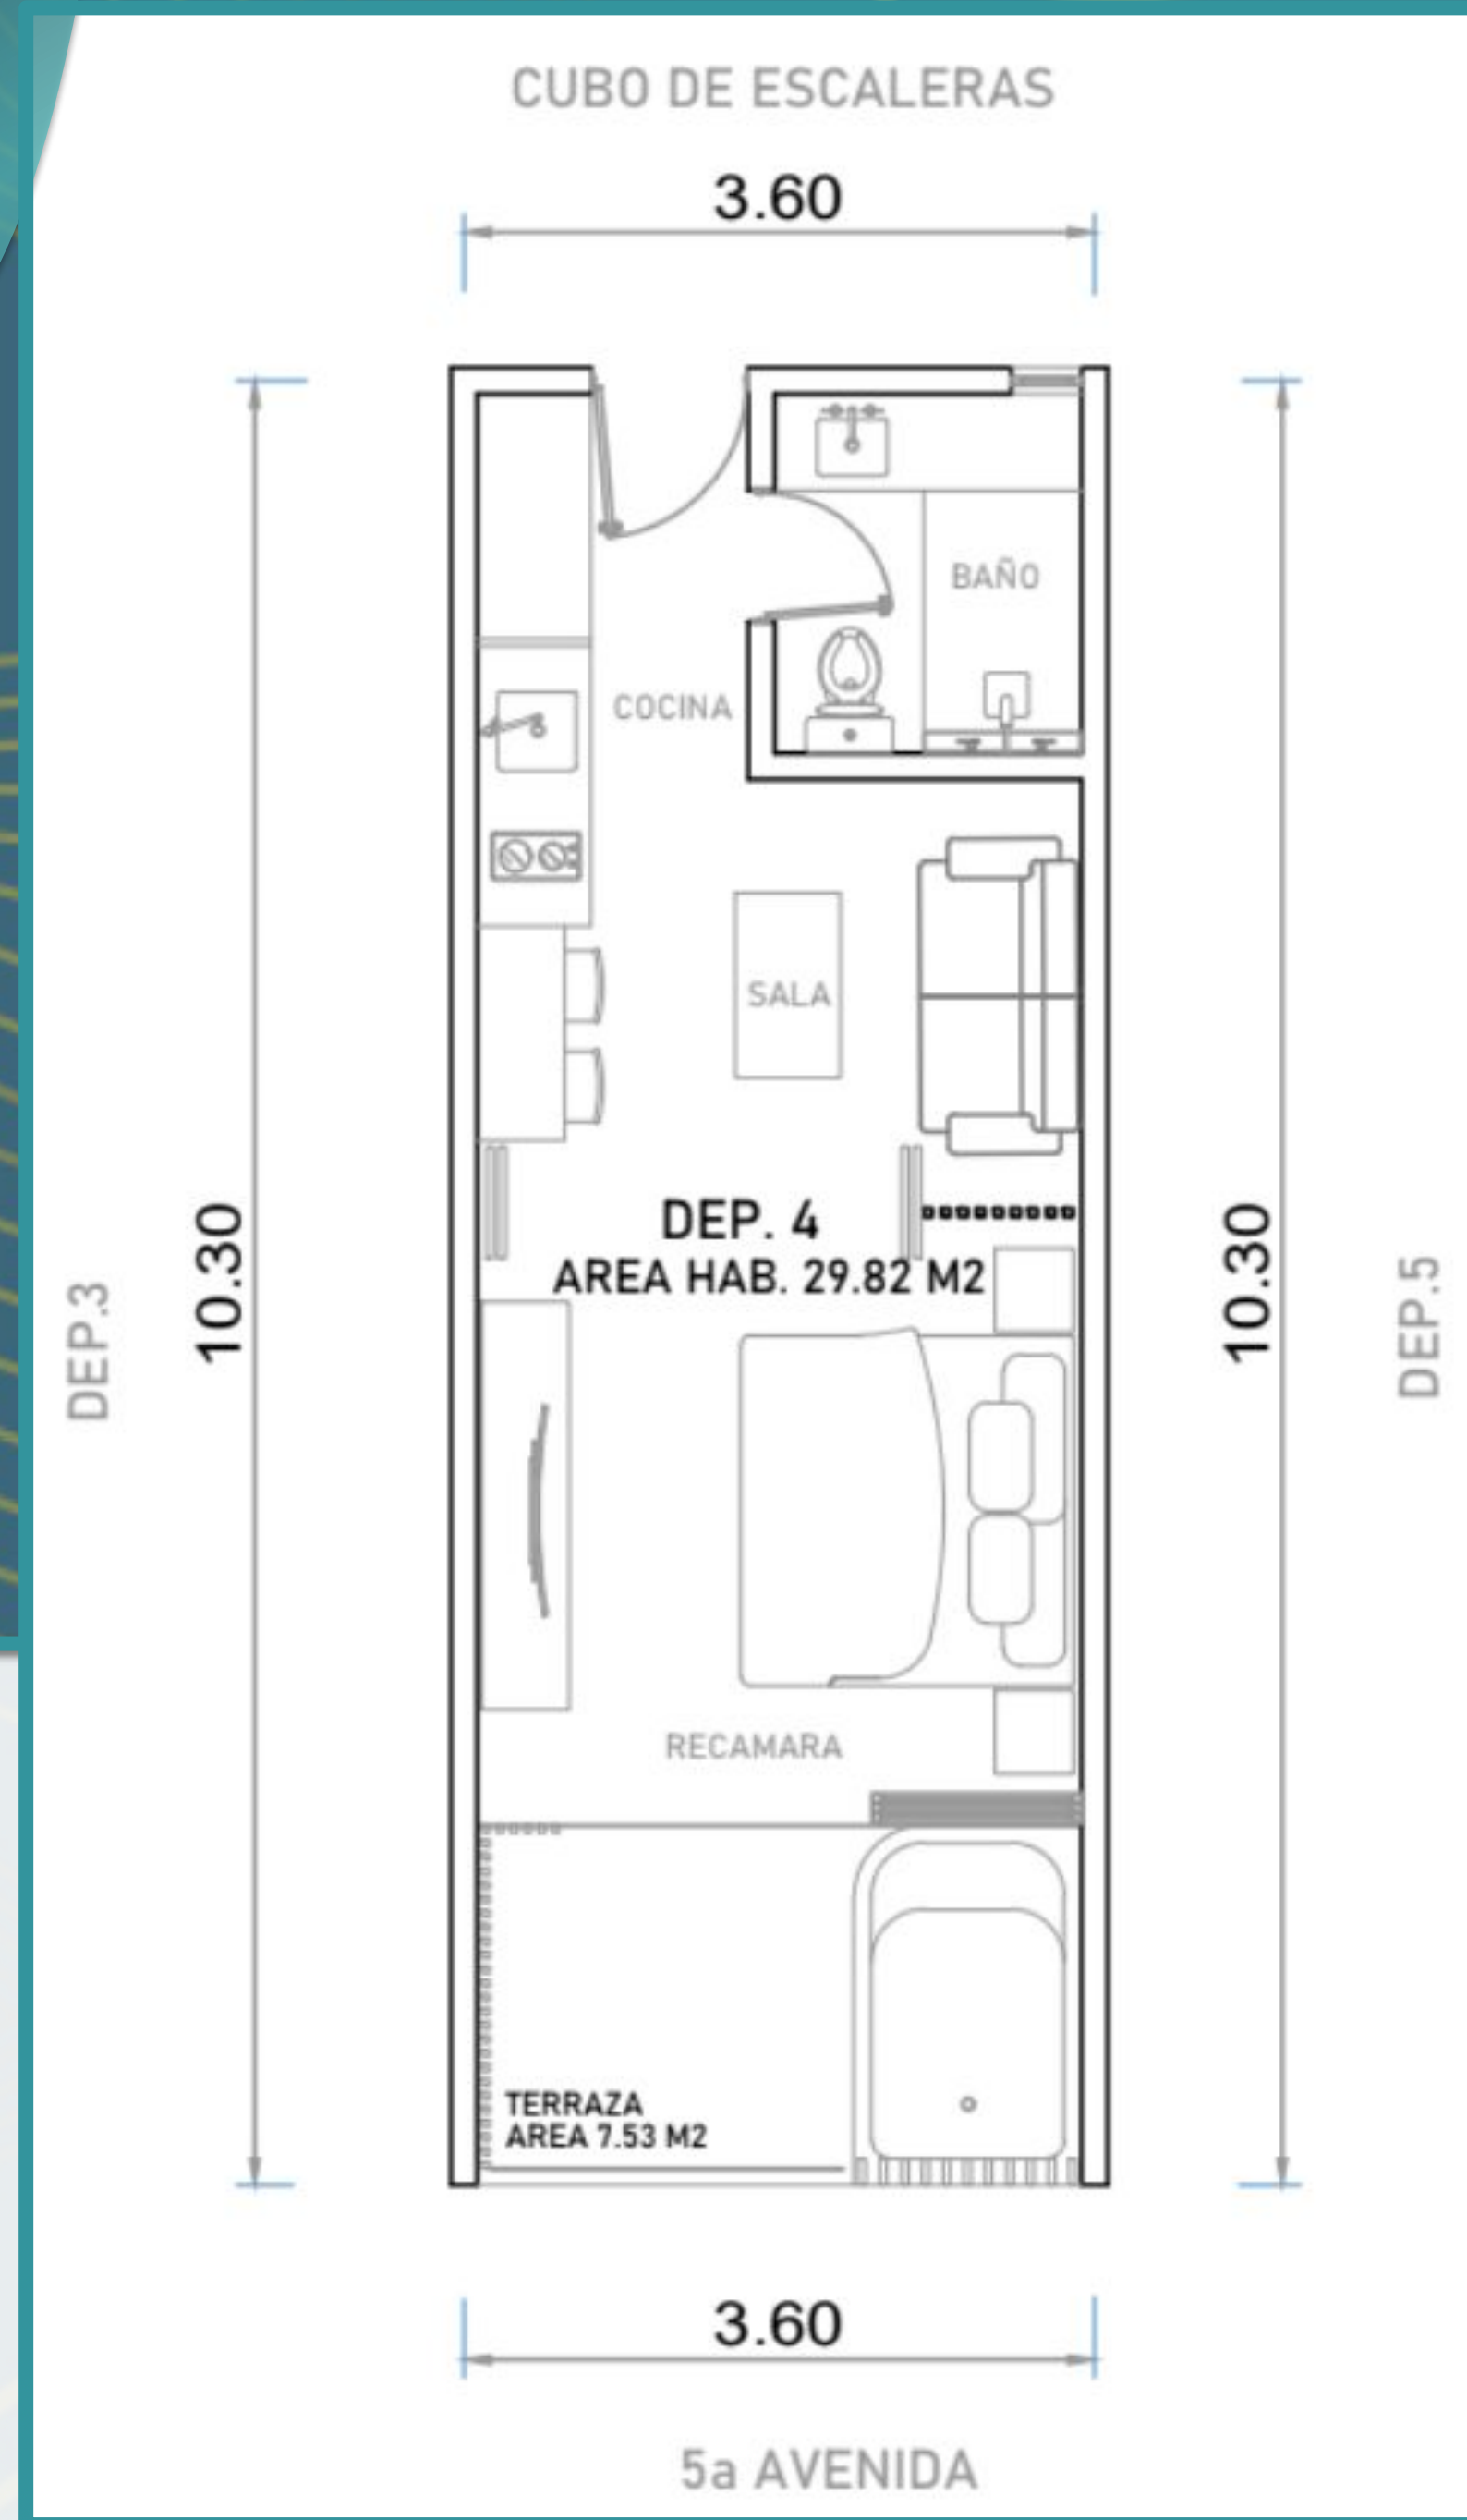 CUBO DE ESCALERAS
3.60
BAÑO
COCINA
SALA
DEP. 4
AREA HAB. 29.82 M2
DEP.3
10.30
10.30
DEP.5
RECAMARA
TERRAZA
AREA 7.53 M2
3.60
5a AVENIDA